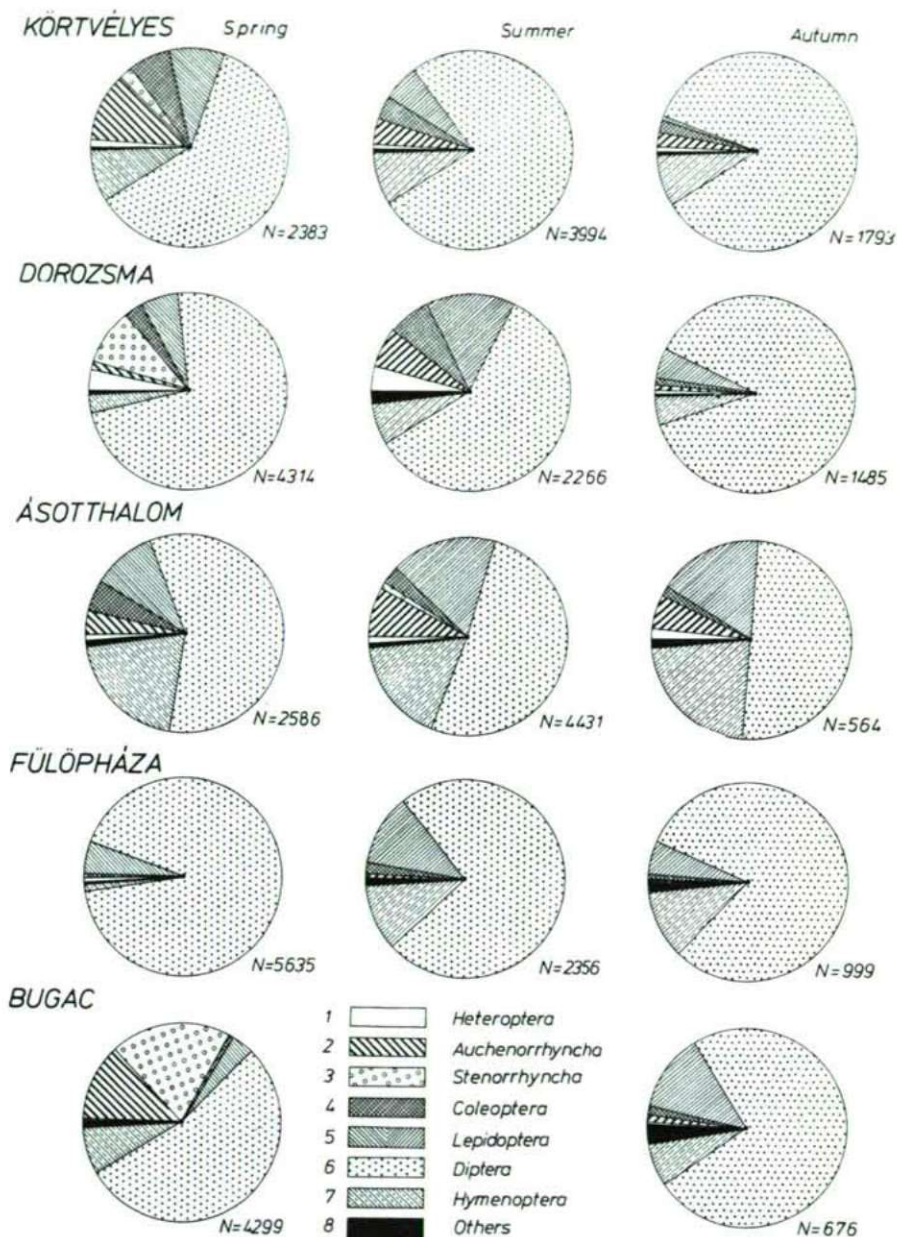 KÖRTVÉLYES Spring Summer Autumn
N=2383 N=3994 N=1793
DOROZSMA
N=4314 N=2266 N=1485
ÁSOTTHALOM
N=2586 N=4431 N=564
FÜLÖPHÁZA
N=5635 N=2356 N=999
BUGAC
1 Heteroptera
2 Auchenorrhyncha
3 Stenorrhyncha
4 Coleoptera
5 Lepidoptera
6 Diptera
7 Hymenoptera
8 Others
N=4299 N=676